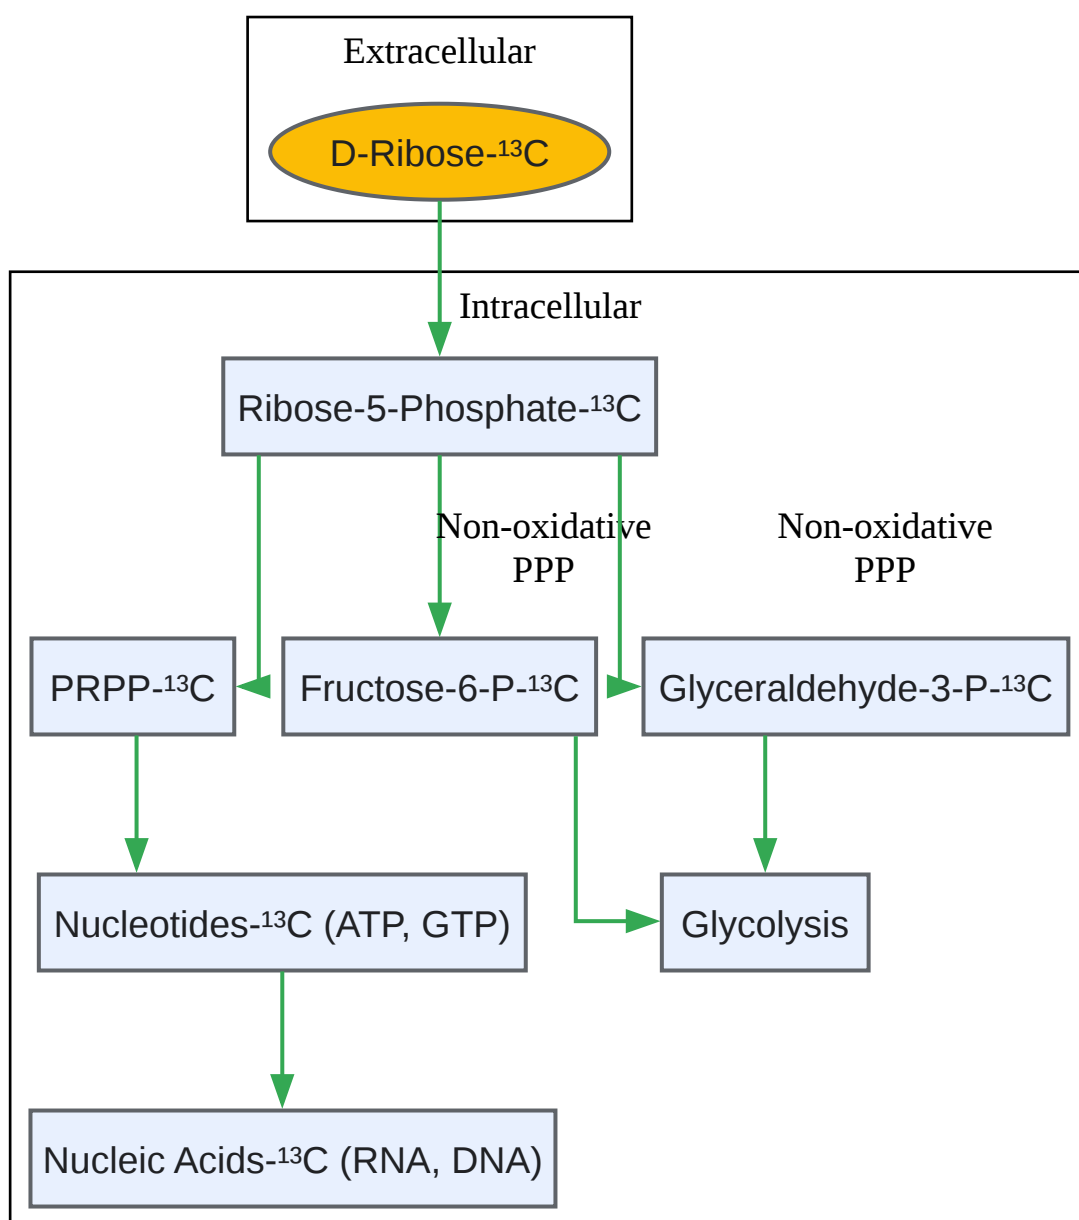 Extracellular
D-Ribose-¹³C
Intracellular
Ribose-5-Phosphate-¹³C
Non-oxidative
PPP
Non-oxidative
PPP
PRPP-¹³C
Fructose-6-P-¹³C
Glyceraldehyde-3-P-¹³C
Nucleotides-¹³C (ATP, GTP)
Glycolysis
Nucleic Acids-¹³C (RNA, DNA)